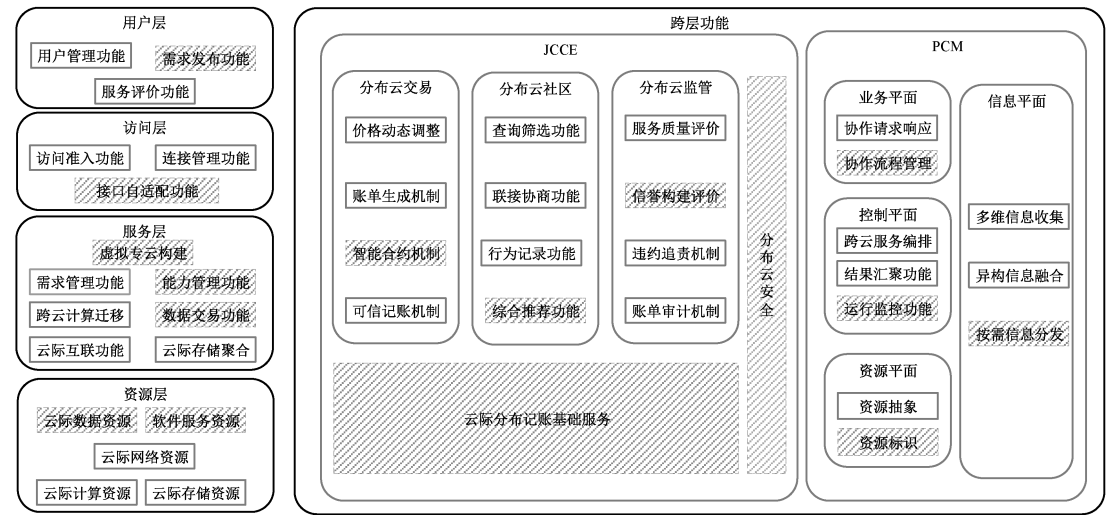 用户层
用户管理功能
需求发布功能
服务评价功能
访问层
访问准入功能
连接管理功能
接口自适配功能
服务层
虚拟专云构建
需求管理功能
能力管理功能
跨云计算迁移
数据交易功能
云际互联功能
云际存储聚合
资源层
云际数据资源
软件服务资源
云际网络资源
云际计算资源
云际存储资源
跨层功能
JCCE
分布云交易
价格动态调整
账单生成机制
智能合约机制
可信记账机制
分布云社区
查询筛选功能
联接协商功能
行为记录功能
综合推荐功能
分布云监管
服务质量评价
信誉构建评价
违约追责机制
账单审计机制
分布云安全
云际分布记账基础服务
PCM
业务平面
协作请求响应
协作流程管理
控制平面
跨云服务编排
结果汇聚功能
运行监控功能
资源平面
资源抽象
资源标识
信息平面
多维信息收集
异构信息融合
按需信息分发